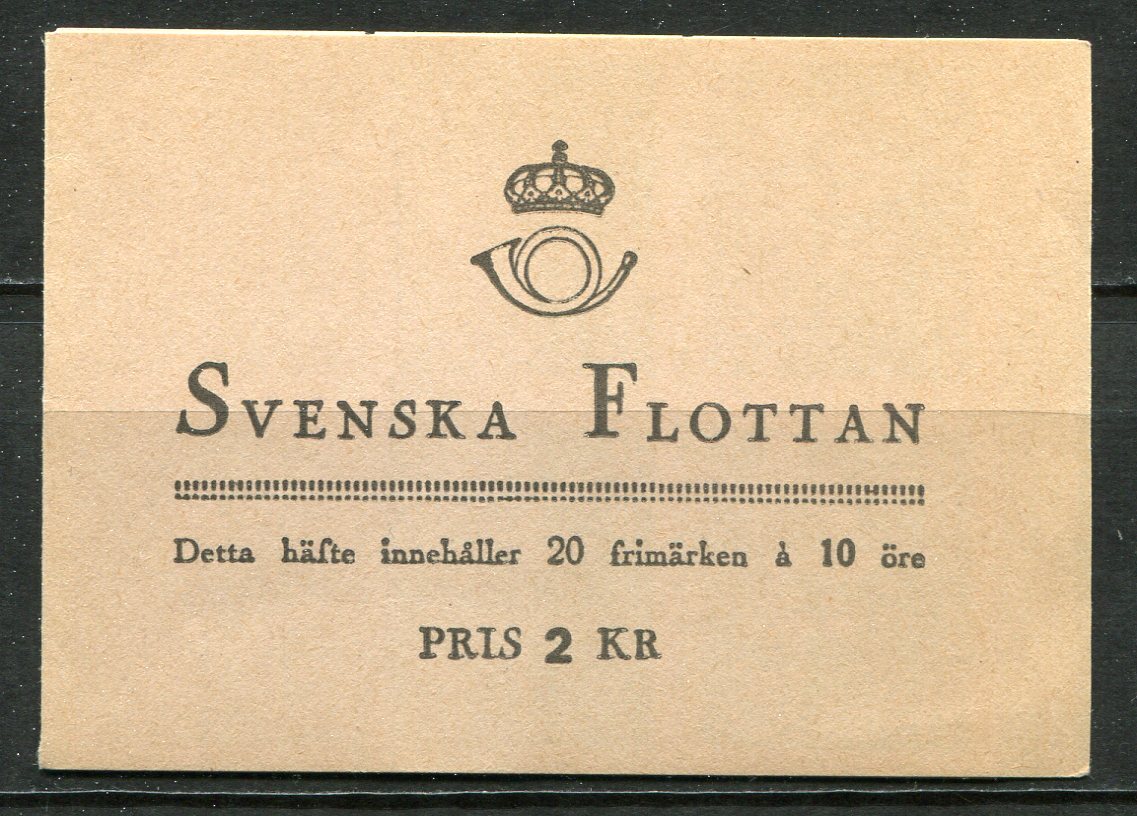 SVENSKA FLOTTAN
Detta häfte innehåller 20 frimärken à 10 öre
PRIS 2 KR